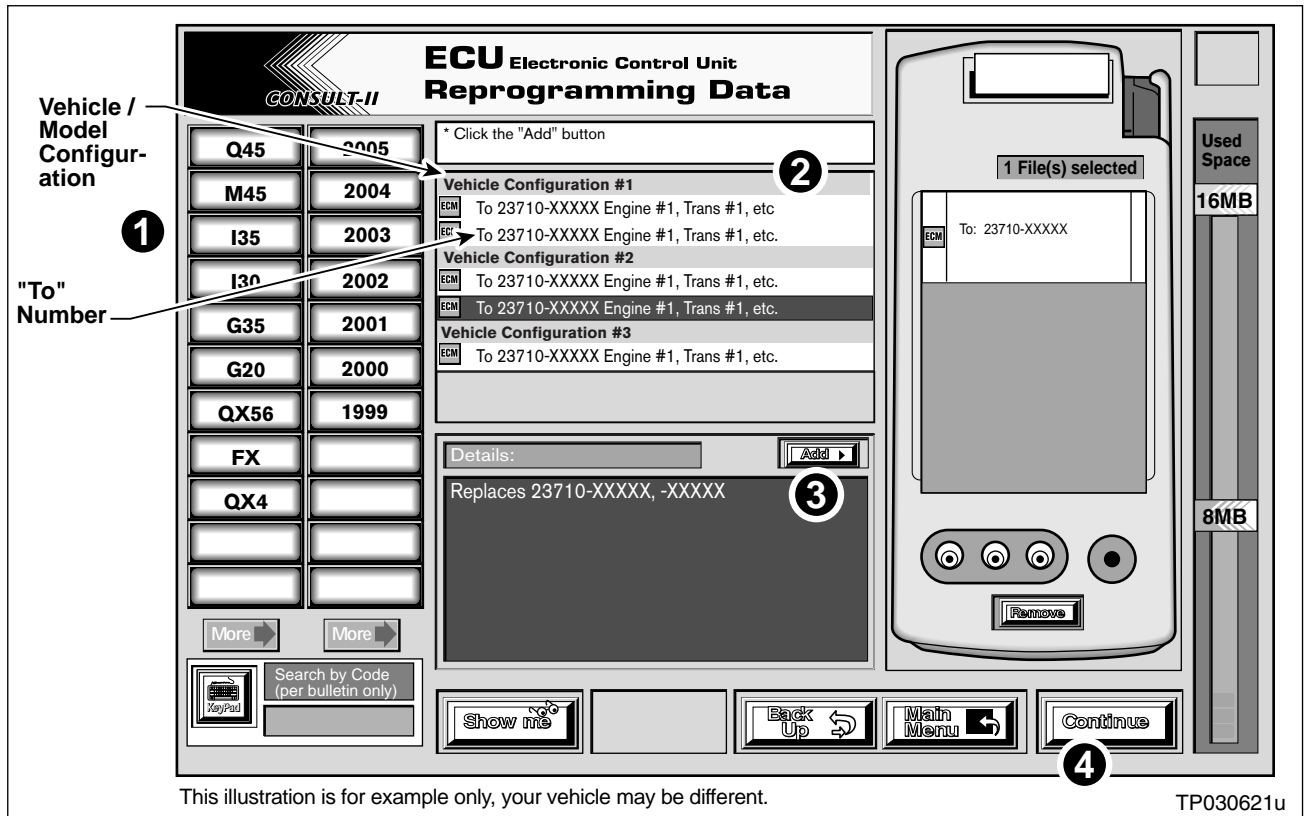 CONSULT-II
ECU Electronic Control Unit
Reprogramming Data
Vehicle /
Model
Configur-
ation
1
"To"
Number
Q45
M45
I35
I30
G35
G20
QX56
FX
QX4
More
2005
2004
2003
2002
2001
2000
1999
More
KeyPad
Search by Code
(per bulletin only)
* Click the "Add" button
2
Vehicle Configuration #1
ECM To 23710-XXXXX Engine #1, Trans #1, etc
ECM To 23710-XXXXX Engine #1, Trans #1, etc.
Vehicle Configuration #2
ECM To 23710-XXXXX Engine #1, Trans #1, etc.
ECM To 23710-XXXXX Engine #1, Trans #1, etc.
Vehicle Configuration #3
ECM To 23710-XXXXX Engine #1, Trans #1, etc.
Details:
Add
3
Replaces 23710-XXXXX, -XXXXX
1 File(s) selected
ECM To: 23710-XXXXX
Remove
Used
Space
16MB
8MB
Show me
Back
Up
Main
Menu
Continue
4
This illustration is for example only, your vehicle may be different.
TP030621u